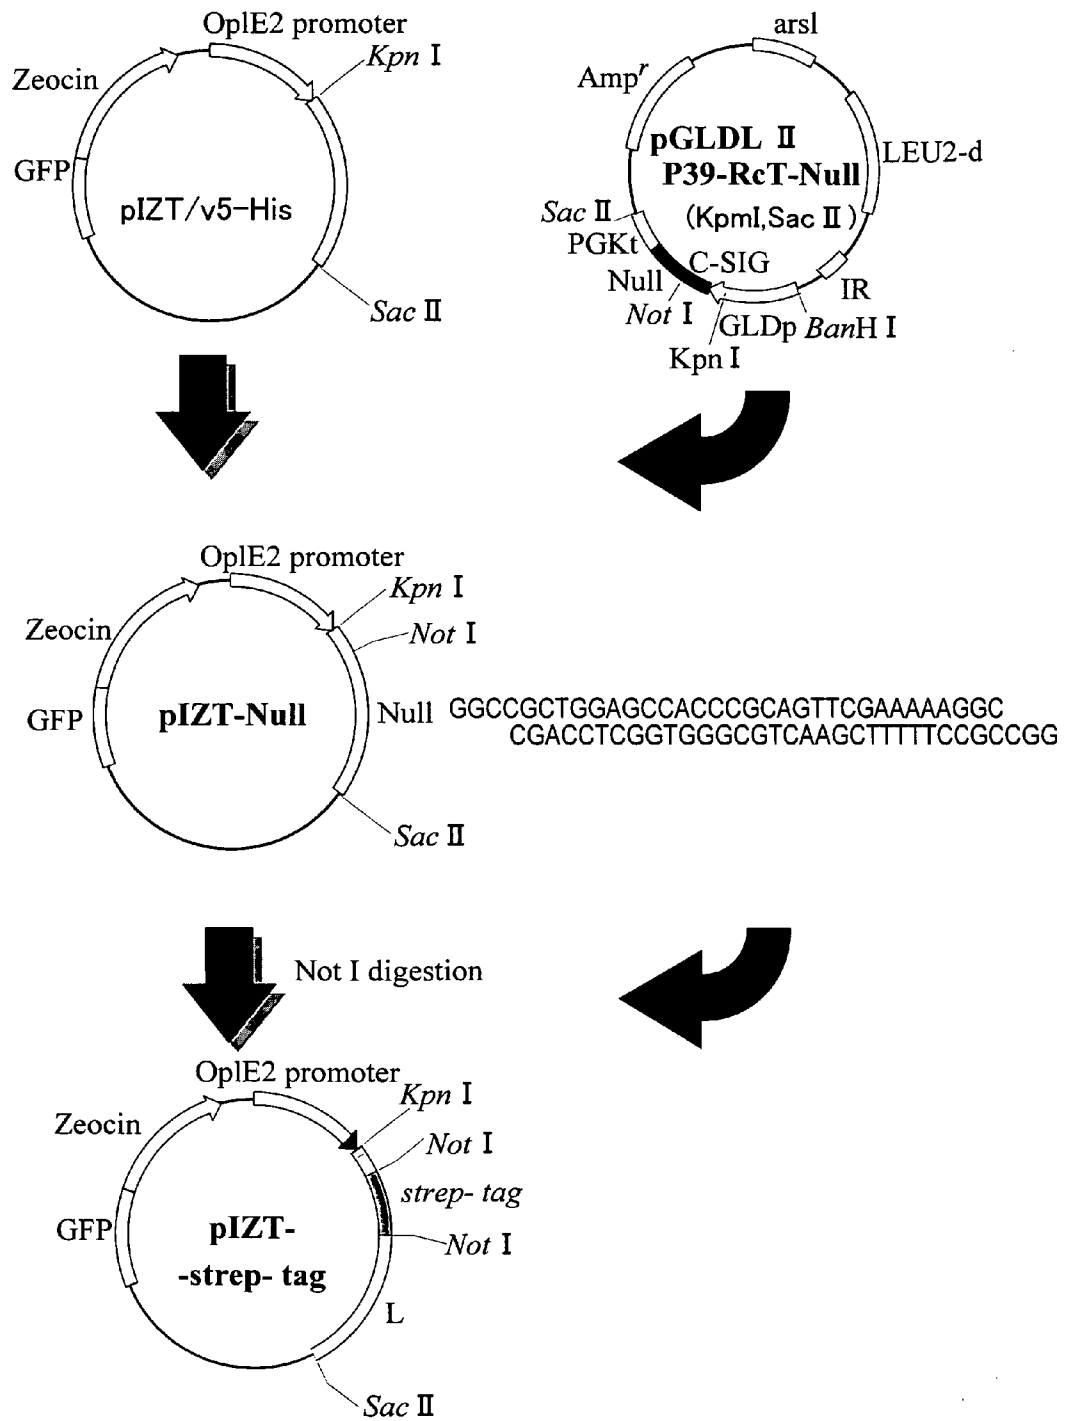 OplE2 promoter
Kpn I
Zeocin
GFP
pIZT/v5-His
Sac II
arsI
Ampr
pGLDL II
P39-RcT-Null
(KpmI,Sac II)
LEU2-d
Sac II
PGKt
C-SIG
Null
IR
Not I
GLDp
BanH I
Kpn I
OplE2 promoter
Kpn I
Zeocin
Not I
GFP
pIZT-Null
Null
GGCCGCTGGAGCCACCCGCAGTTCGAAAAAGGC
CGACCTCGGTGGGCGTCAAGCTTTTTCCGCCGG
Sac II
Not I digestion
OplE2 promoter
Kpn I
Zeocin
Not I
strep- tag
GFP
pIZT-
-strep- tag
Not I
L
Sac II